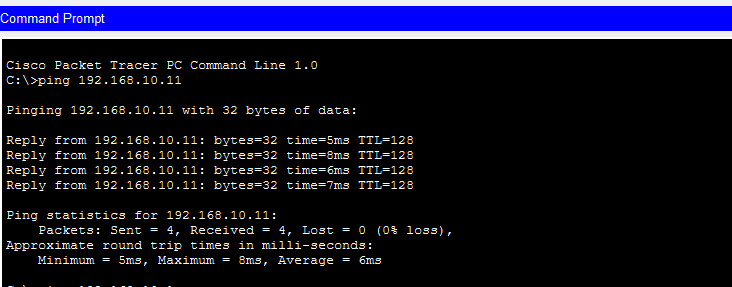 Command Prompt
Cisco Packet Tracer PC Command Line 1.0
C:\>ping 192.168.10.11
Pinging 192.168.10.11 with 32 bytes of data:
Reply from 192.168.10.11: bytes=32 time=5ms TTL=128
Reply from 192.168.10.11: bytes=32 time=8ms TTL=128
Reply from 192.168.10.11: bytes=32 time=6ms TTL=128
Reply from 192.168.10.11: bytes=32 time=7ms TTL=128
Ping statistics for 192.168.10.11:
Packets: Sent = 4, Received = 4, Lost = 0 (0% loss),
Approximate round trip times in milli-seconds:
Minimum = 5ms, Maximum = 8ms, Average = 6ms